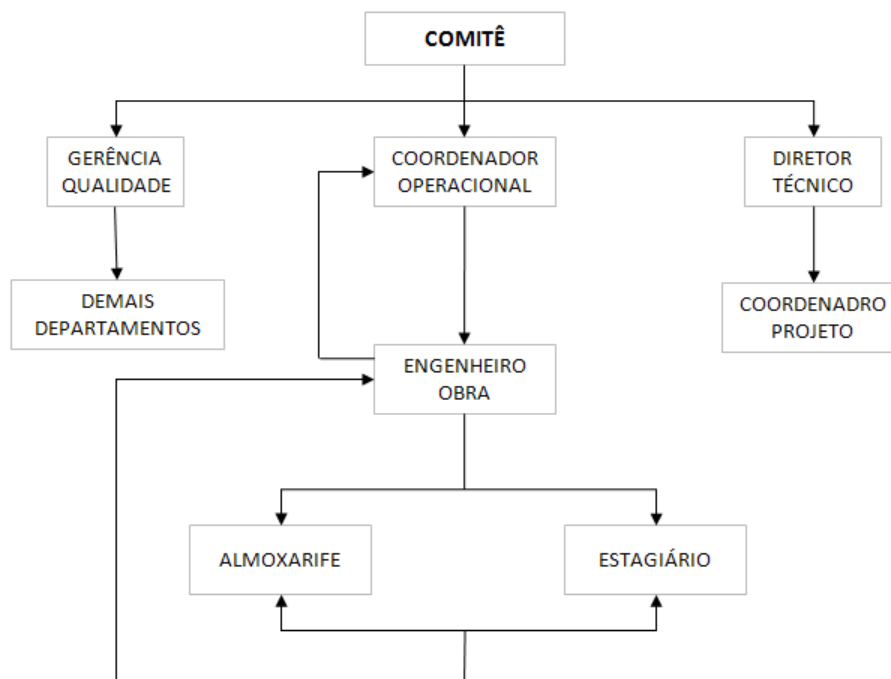 COMITÊ
GERÊNCIA
QUALIDADE
COORDENADOR
OPERACIONAL
DIRETOR
TÉCNICO
DEMAIS
DEPARTAMENTOS
COORDENADRO
PROJETO
ENGENHEIRO
OBRA
ALMOXARIFE
ESTAGIÁRIO